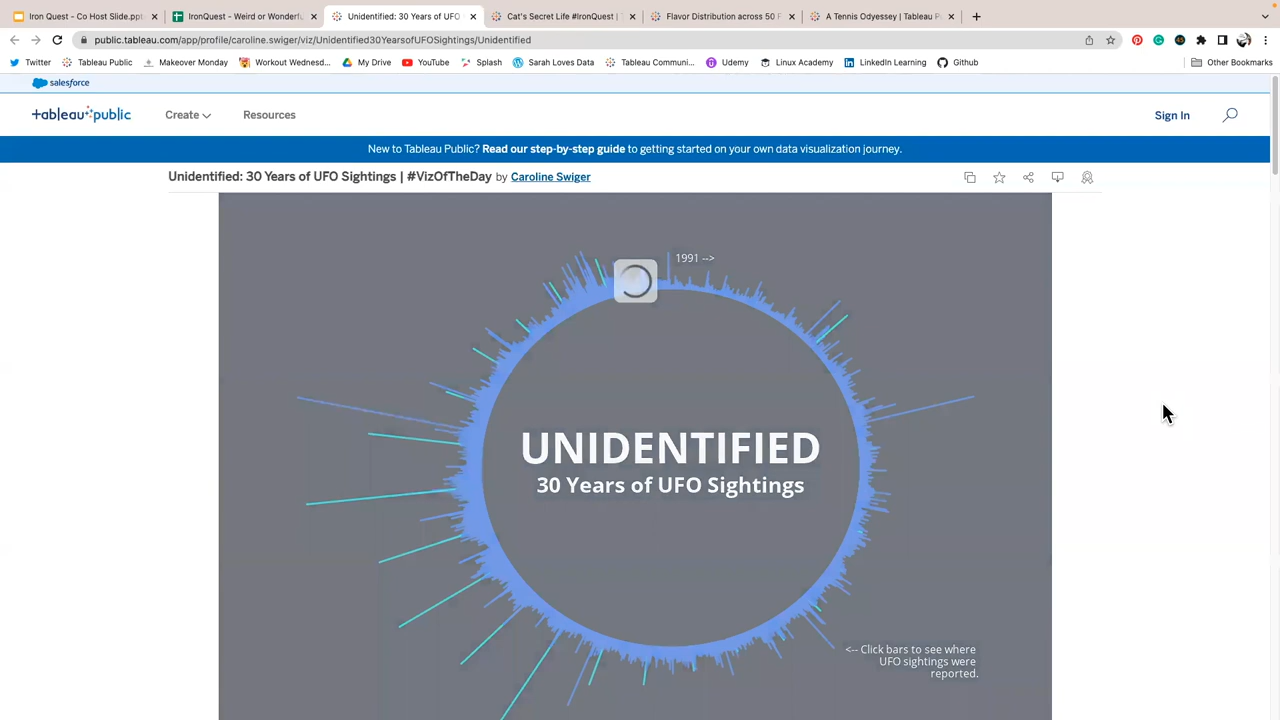 Iron Quest - Co Host Slide.ppt
IronQuest - Weird or Wonderfu
Unidentified: 30 Years of UFO
Cat's Secret Life #IronQuest | T
Flavor Distribution across 50 F
A Tennis Odyessey | Tableau Pu
public.tableau.com/app/profile/caroline.swiger/viz/Unidentified30YearsofUFOSightings/Unidentified
Twitter
Tableau Public
Makeover Monday
Workout Wednesd...
My Drive
YouTube
Splash
Sarah Loves Data
Tableau Communi...
Udemy
Linux Academy
LinkedIn Learning
Github
Other Bookmarks
salesforce
+ableau public
Create
Resources
Sign In
New to Tableau Public? Read our step-by-step guide to getting started on your own data visualization journey.
Unidentified: 30 Years of UFO Sightings | #VizOfTheDay by Caroline Swiger
1991 -->
UNIDENTIFIED
30 Years of UFO Sightings
<-- Click bars to see where
UFO sightings were
reported.